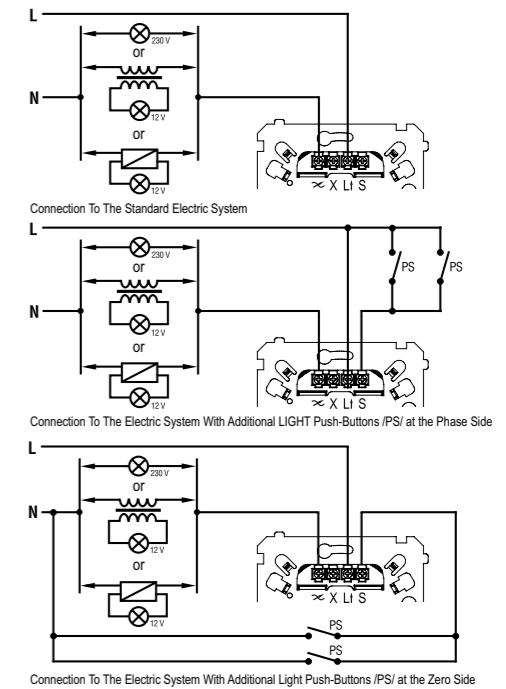 L
230 V
or
N
12 V
or
12 V
≂ X L† S
Connection To The Standard Electric System
L
230 V
or
PS PS
N
12 V
or
12 V
≂ X L† S
Connection To The Electric System With Additional LIGHT Push-Buttons /PS/ at the Phase Side
L
230 V
or
N
12 V
or
12 V
≂ X L† S
PS
PS
Connection To The Electric System With Additional Light Push-Buttons /PS/ at the Zero Side